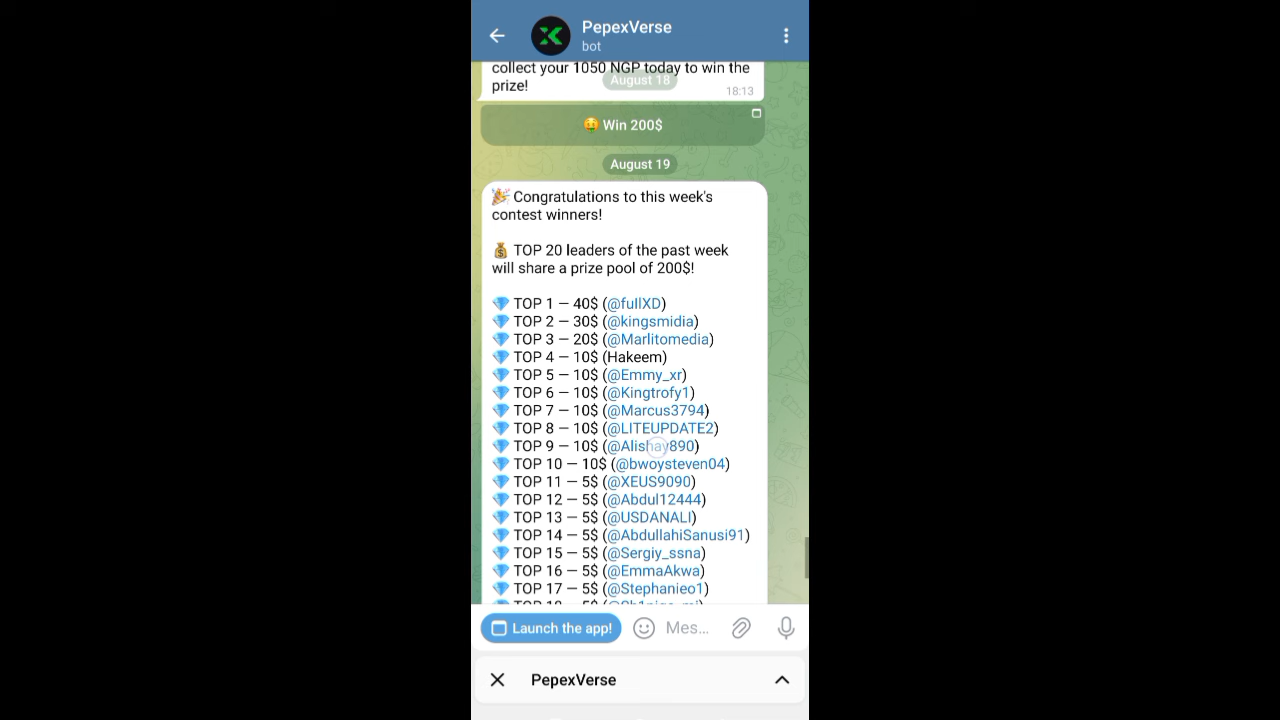 PepexVerse
bot
collect your 1050 NGP today to win the
prize!
August 18
18:13
🤑 Win 200$
August 19
🎉 Congratulations to this week's
contest winners!
💰 TOP 20 leaders of the past week
will share a prize pool of 200$!
💎 TOP 1 — 40$ (@fullXD)
💎 TOP 2 — 30$ (@kingsmidia)
💎 TOP 3 — 20$ (@Marlitomedia)
💎 TOP 4 — 10$ (Hakeem)
💎 TOP 5 — 10$ (@Emmy_xr)
💎 TOP 6 — 10$ (@Kingtrofy1)
💎 TOP 7 — 10$ (@Marcus3794)
💎 TOP 8 — 10$ (@LITEUPDATE2)
💎 TOP 9 — 10$ (@Alishay890)
💎 TOP 10 — 10$ (@bwoysteven04)
💎 TOP 11 — 5$ (@XEUS9090)
💎 TOP 12 — 5$ (@Abdul12444)
💎 TOP 13 — 5$ (@USDANALI)
💎 TOP 14 — 5$ (@AbdullahiSanusi91)
💎 TOP 15 — 5$ (@Sergiy_ssna)
💎 TOP 16 — 5$ (@EmmaAkwa)
💎 TOP 17 — 5$ (@Stephanieo1)
💎 TOP 18 — 5$
Launch the app!
Mes...
PepexVerse